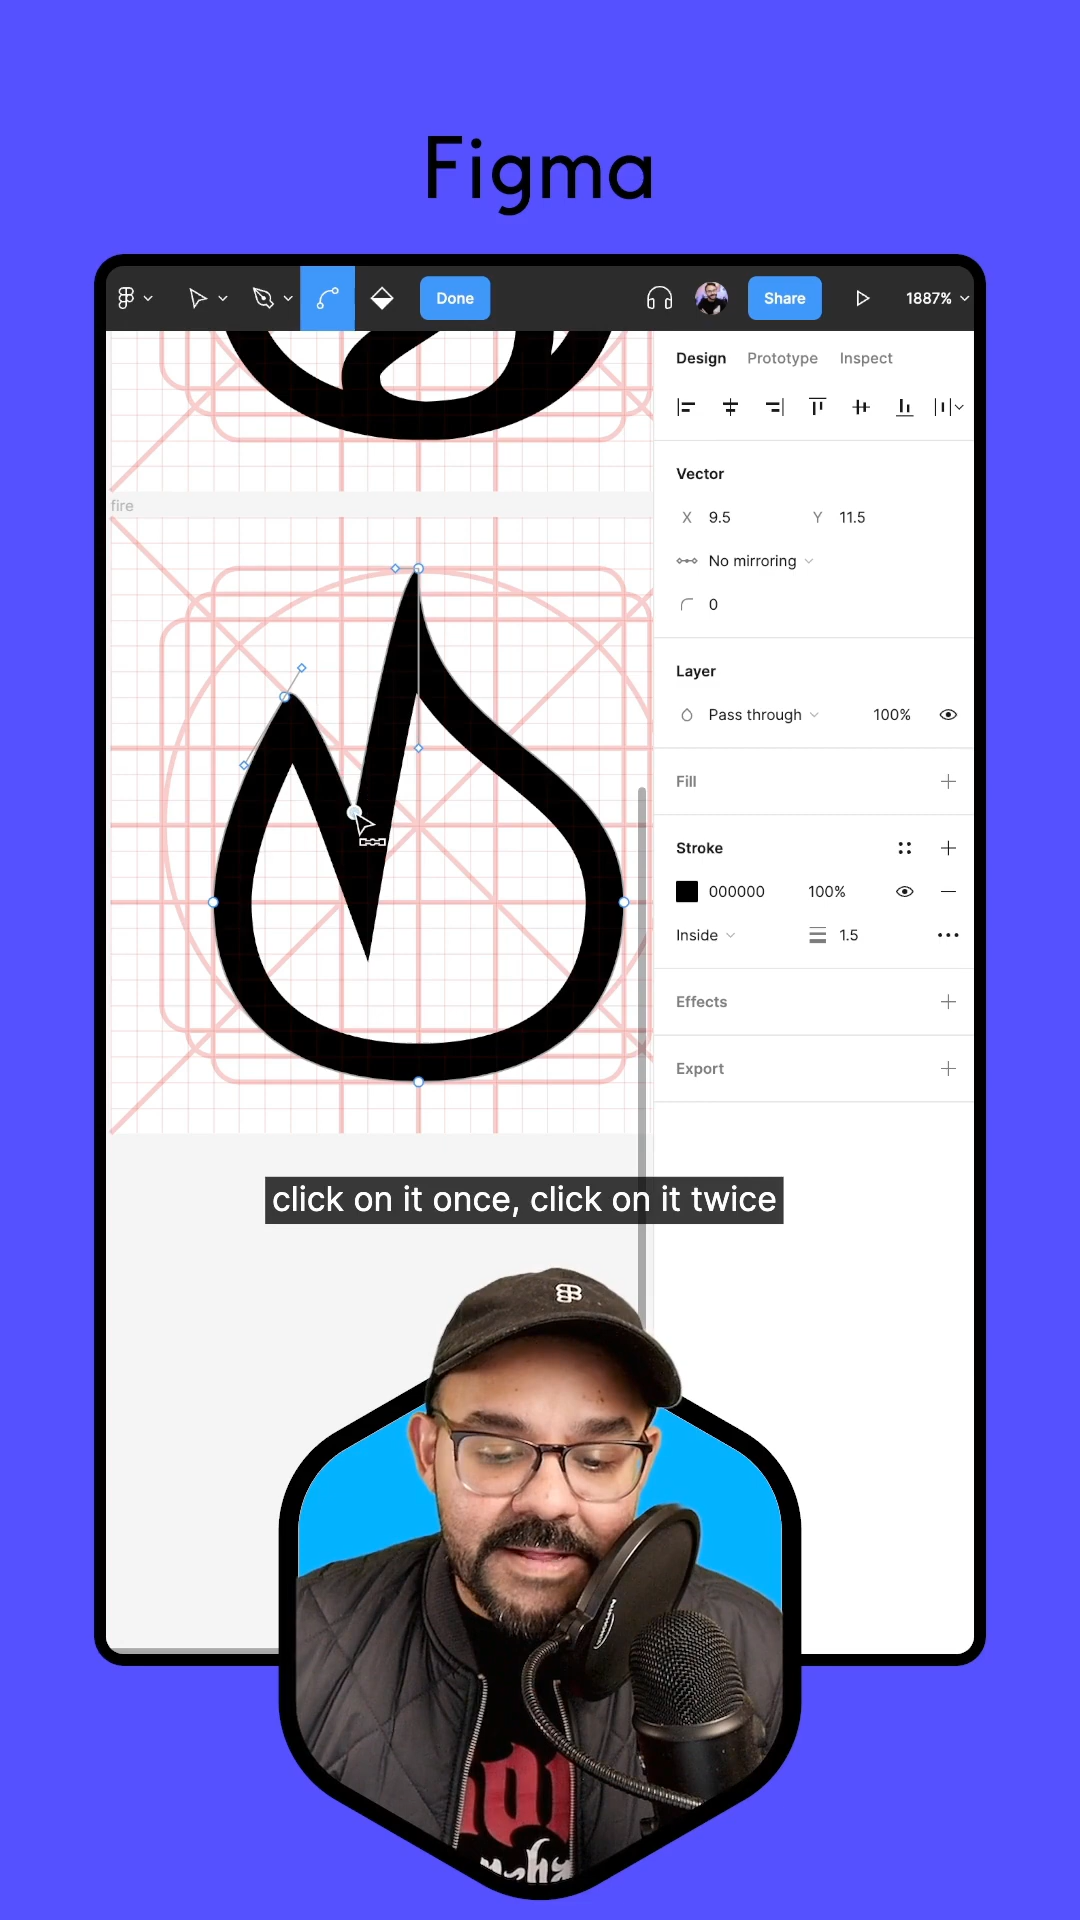 Figma
Done
Share
1887%
Design Prototype Inspect
Vector
X 9.5 Y 11.5
No mirroring
0
Layer
Pass through 100%
Fill
Stroke
000000 100%
Inside 1.5
Effects
Export
fire
click on it once, click on it twice